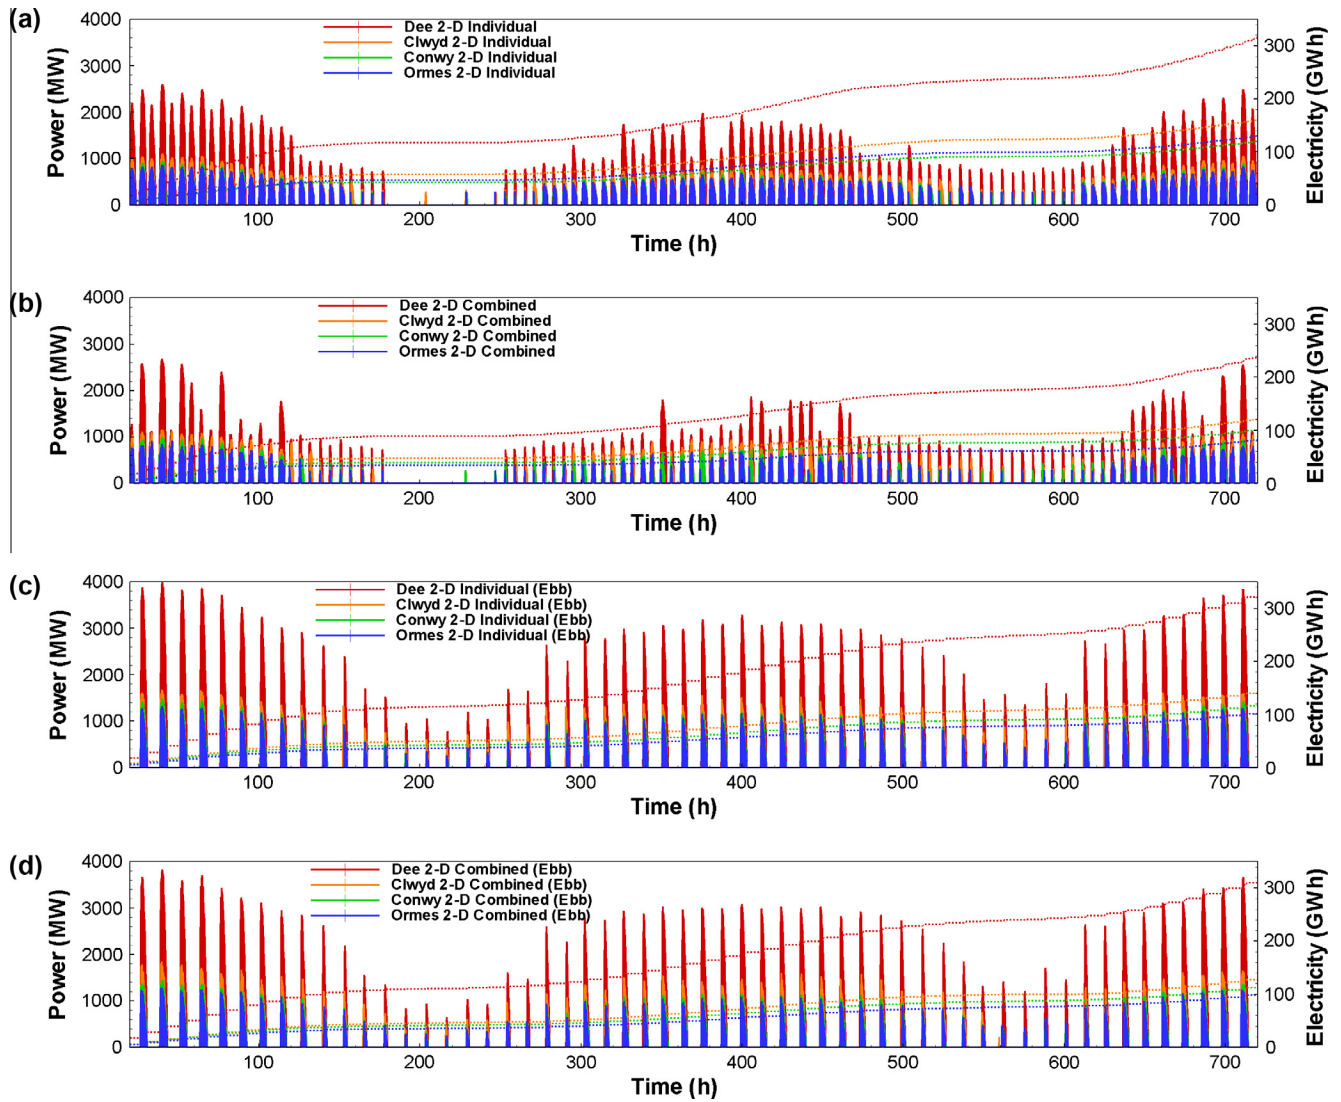 (a)
4000
3000
2000
1000
0
Power (MW)
Dee 2-D Individual
Clwyd 2-D Individual
Conwy 2-D Individual
Ormes 2-D Individual
300
200
100
0
Electricity (GWh)
100 200 300 400 500 600 700
Time (h)
(b)
4000
3000
2000
1000
0
Power (MW)
Dee 2-D Combined
Clwyd 2-D Combined
Conwy 2-D Combined
Ormes 2-D Combined
300
200
100
0
Electricity (GWh)
100 200 300 400 500 600 700
Time (h)
(c)
4000
3000
2000
1000
0
Power (MW)
Dee 2-D Individual (Ebb)
Clwyd 2-D Individual (Ebb)
Conwy 2-D Individual (Ebb)
Ormes 2-D Individual (Ebb)
300
200
100
0
Electricity (GWh)
100 200 300 400 500 600 700
Time (h)
(d)
4000
3000
2000
1000
0
Power (MW)
Dee 2-D Combined (Ebb)
Clwyd 2-D Combined (Ebb)
Conwy 2-D Combined (Ebb)
Ormes 2-D Combined (Ebb)
300
200
100
0
Electricity (GWh)
100 200 300 400 500 600 700
Time (h)